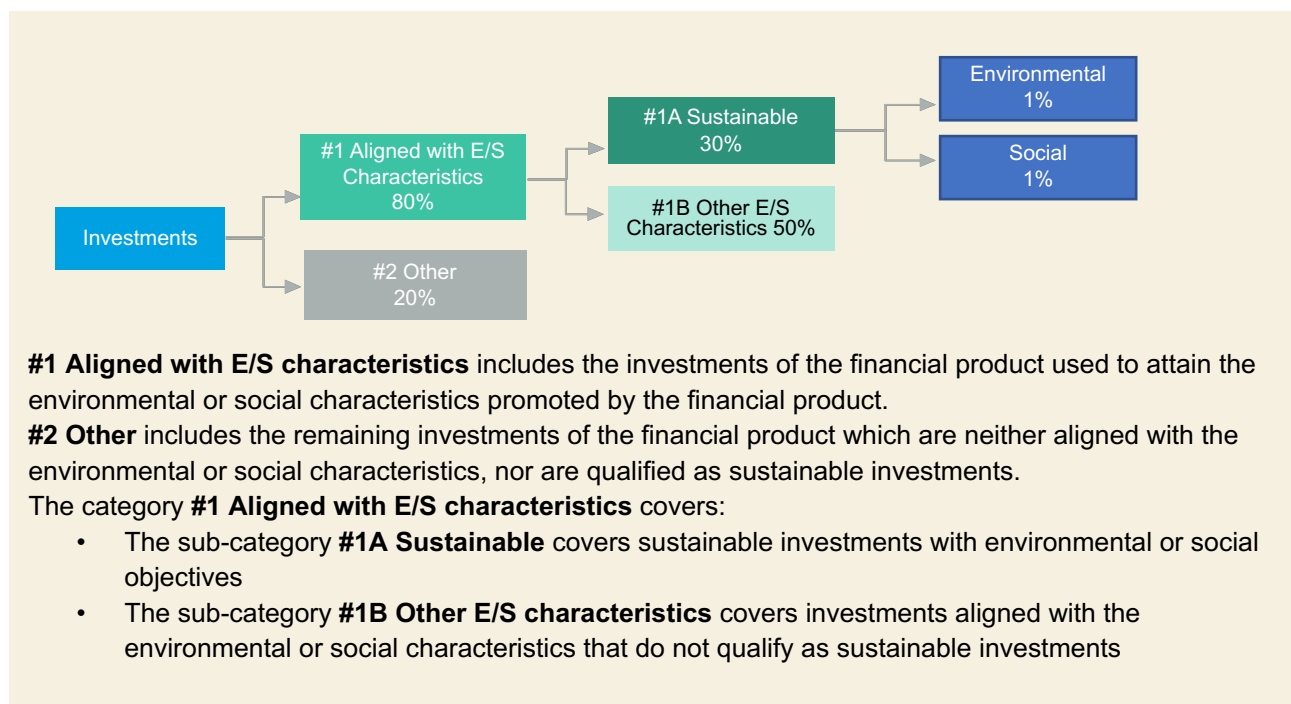 Investments
#1 Aligned with E/S
Characteristics
80%
#2 Other
20%
#1A Sustainable
30%
#1B Other E/S
Characteristics 50%
Environmental
1%
Social
1%
#1 Aligned with E/S characteristics includes the investments of the financial product used to attain the
environmental or social characteristics promoted by the financial product.
#2 Other includes the remaining investments of the financial product which are neither aligned with the
environmental or social characteristics, nor are qualified as sustainable investments.
The category #1 Aligned with E/S characteristics covers:
• The sub-category #1A Sustainable covers sustainable investments with environmental or social
objectives
• The sub-category #1B Other E/S characteristics covers investments aligned with the
environmental or social characteristics that do not qualify as sustainable investments